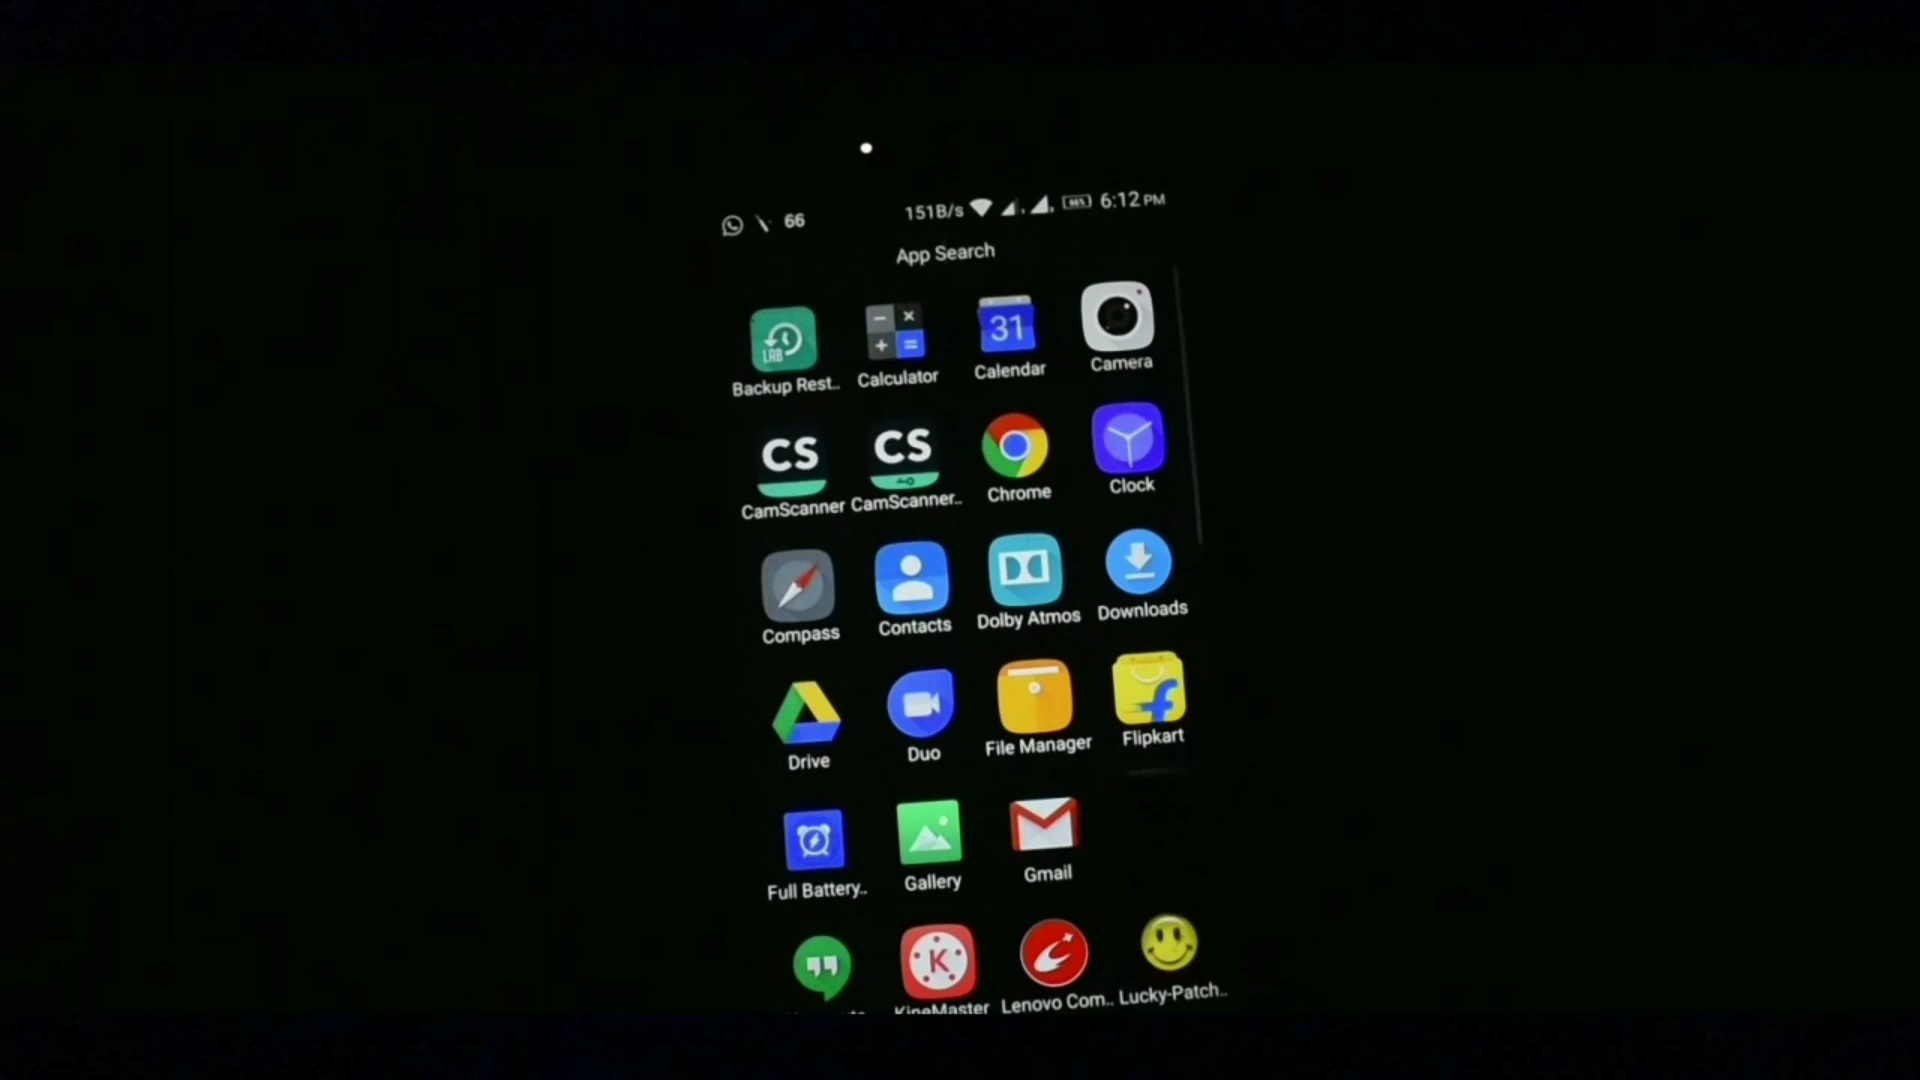 66 151B/s 66% 6:12 PM
App Search
LAB 31
Backup Rest.. Calculator Calendar Camera
CS CS
CamScanner CamScanner.. Chrome Clock
Compass Contacts Dolby Atmos Downloads
Drive Duo File Manager Flipkart
Full Battery.. Gallery Gmail
K
KineMaster Lenovo Com.. Lucky-Patch..